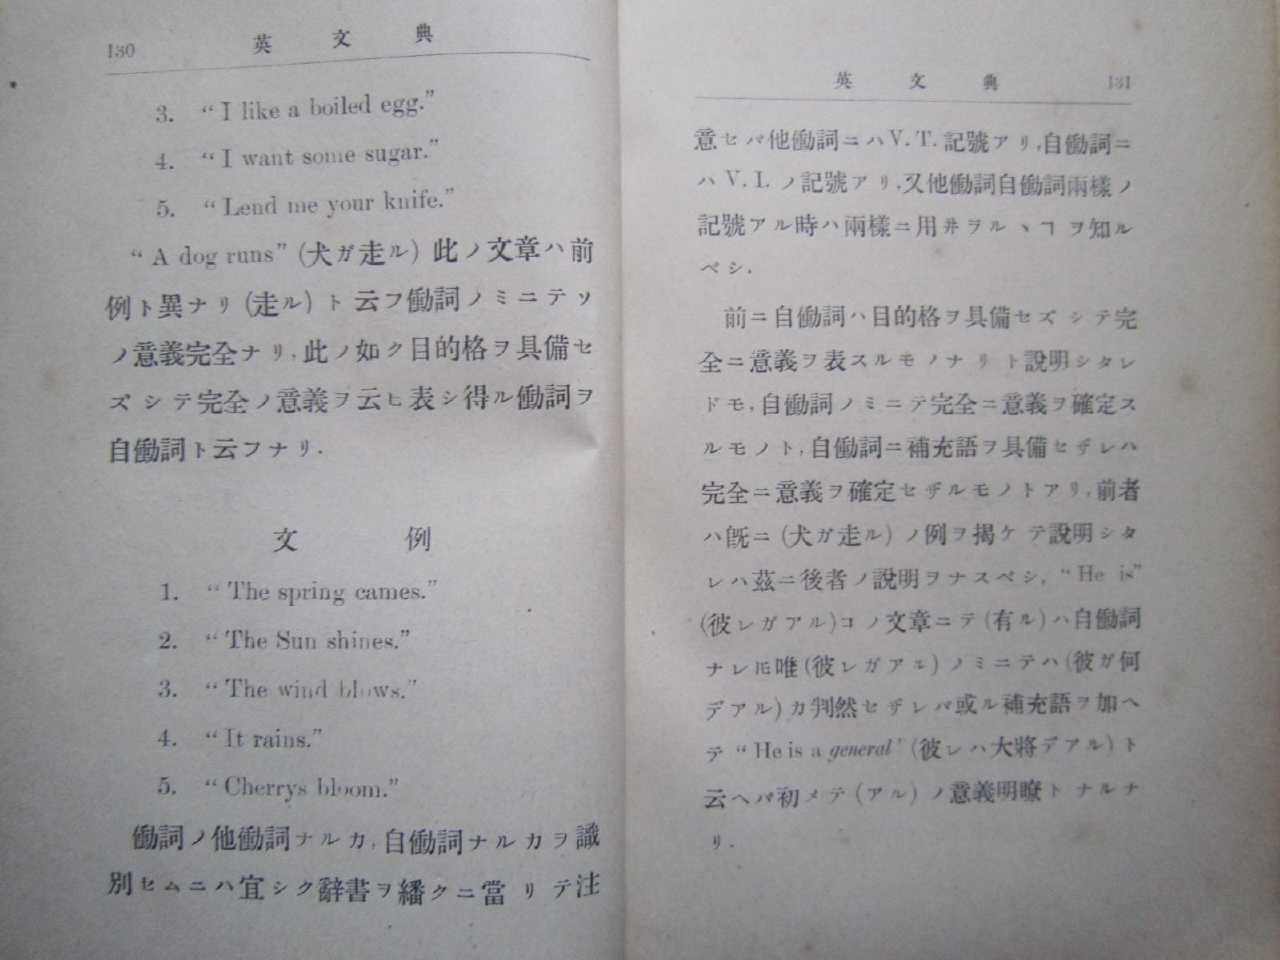 130 英文典
3. “I like a boiled egg.”
4. “I want some sugar.”
5. “Lend me your knife.”
“A dog runs” (犬ガ走ル) 此ノ文章ハ前
例ト異ナリ (走ル) ト云フ働詞ノミニテソ
ノ意義完全ナリ, 此ノ如ク目的格ヲ具備セ
ズシテ完全ノ意義ヲ云ヒ表シ得ル働詞ヲ
自働詞ト云フナリ.
文例
1. “The spring cames.”
2. “The Sun shines.”
3. “The wind blows.”
4. “It rains.”
5. “Cherrys bloom.”
働詞ノ他働詞ナルカ, 自働詞ナルカヲ識
別セムニハ宜シク辭書ヲ繙クニ當リテ注
英文典 131
意セバ他働詞ニハV. T. 記號アリ, 自働詞ニ
ハ V. I. ノ記號アリ, 又他働詞自働詞兩樣ノ
記號アル時ハ兩樣ニ用井ヲルヽヿヲ知ル
ベシ.
前ニ自働詞ハ目的格ヲ具備セズシテ完
全ニ意義ヲ表スルモノナリト説明シタレ
ドモ, 自働詞ノミニテ完全ニ意義ヲ確定ス
ルモノト, 自働詞ニ補充語ヲ具備セザレハ
完全ニ意義ヲ確定セザルモノトアリ, 前者
ハ既ニ (犬ガ走ル) ノ例ヲ揭ケテ説明シタ
レハ茲ニ後者ノ説明ヲナスベシ, “He is”
(彼レガアル)コノ文章ニテ(有ル)ハ自働詞
ナレㇳモ唯(彼レガアル)ノミニテハ(彼ガ何
デアル)カ判然セザレバ或ル補充語ヲ加ヘ
テ “He is a general” (彼レハ大將デアル) ト
云ヘバ初メテ (アル) ノ意義明瞭トナルナ
リ.